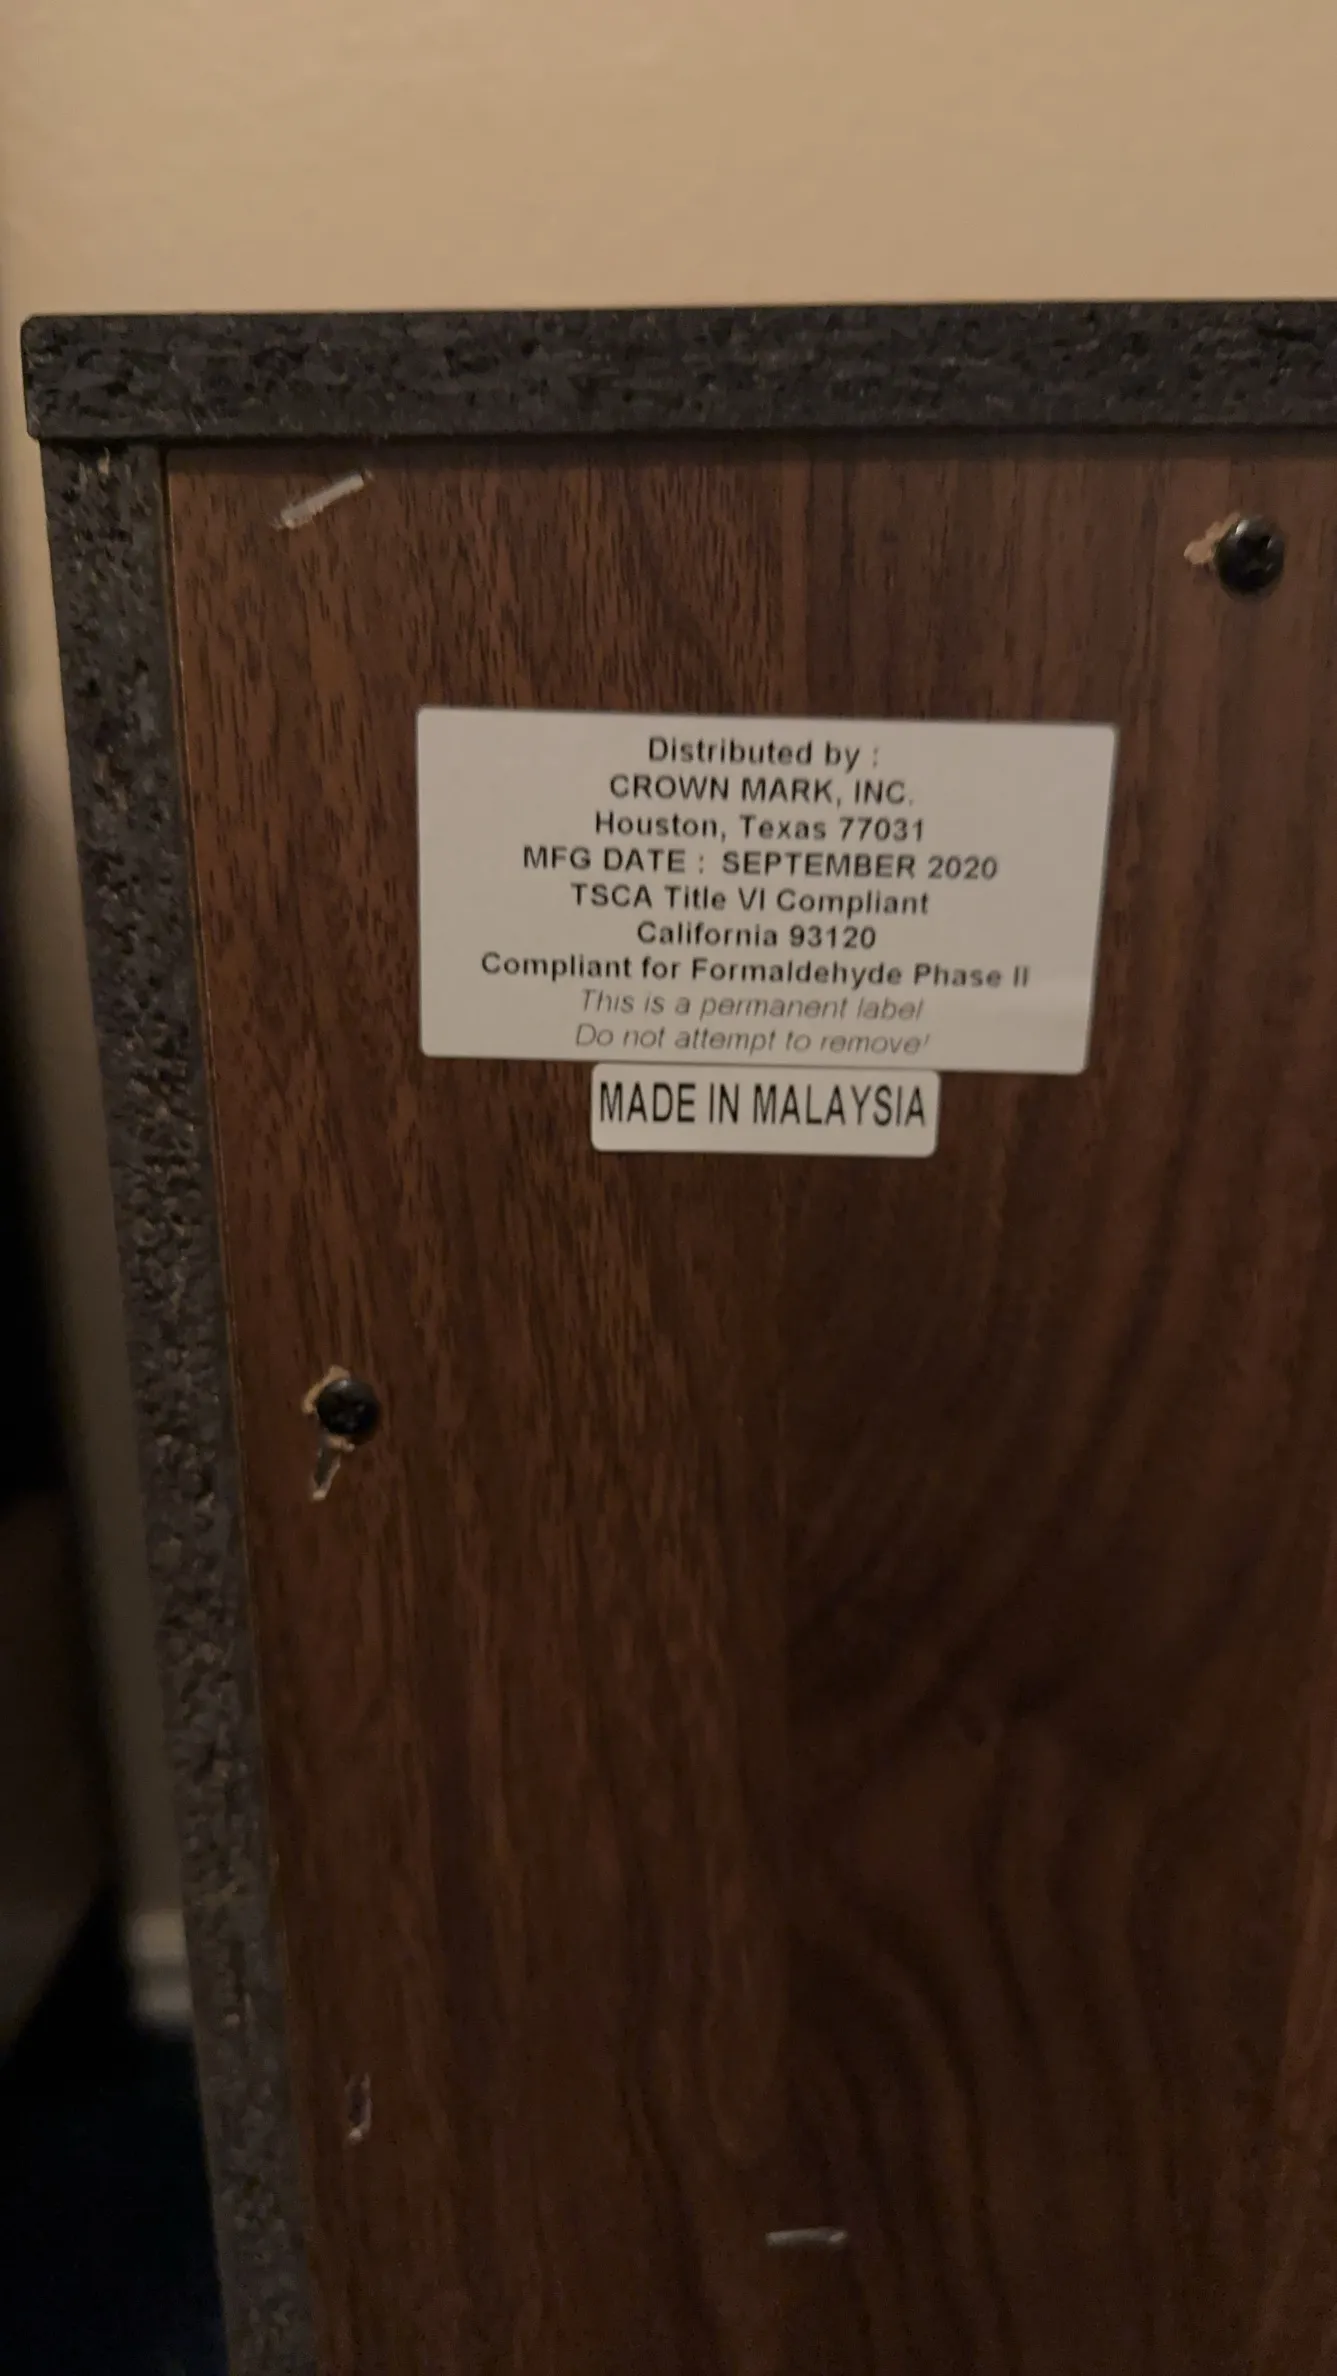 Distributed by :
CROWN MARK, INC.
Houston, Texas 77031
MFG DATE : SEPTEMBER 2020
TSCA Title VI Compliant
California 93120
Compliant for Formaldehyde Phase II
This is a permanent label
Do not attempt to remove!
MADE IN MALAYSIA